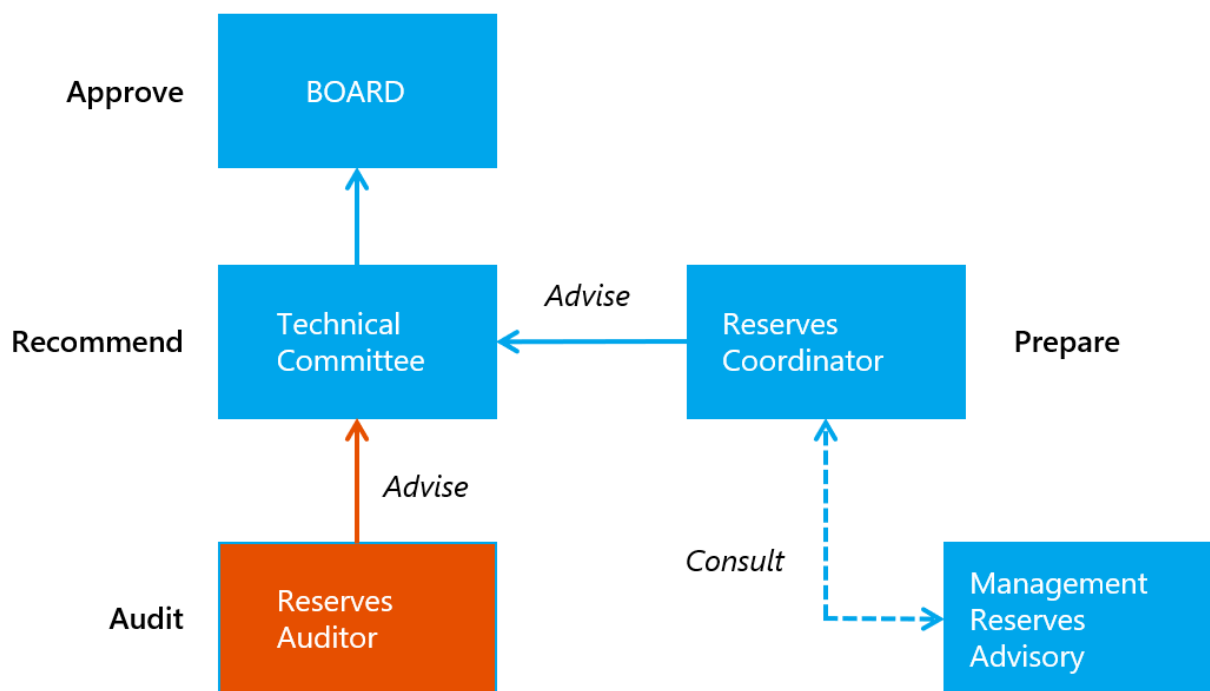 Approve
BOARD
Advise
Recommend
Technical
Committee
Reserves
Coordinator
Prepare
Advise
Consult
Audit
Reserves
Auditor
Management
Reserves
Advisory